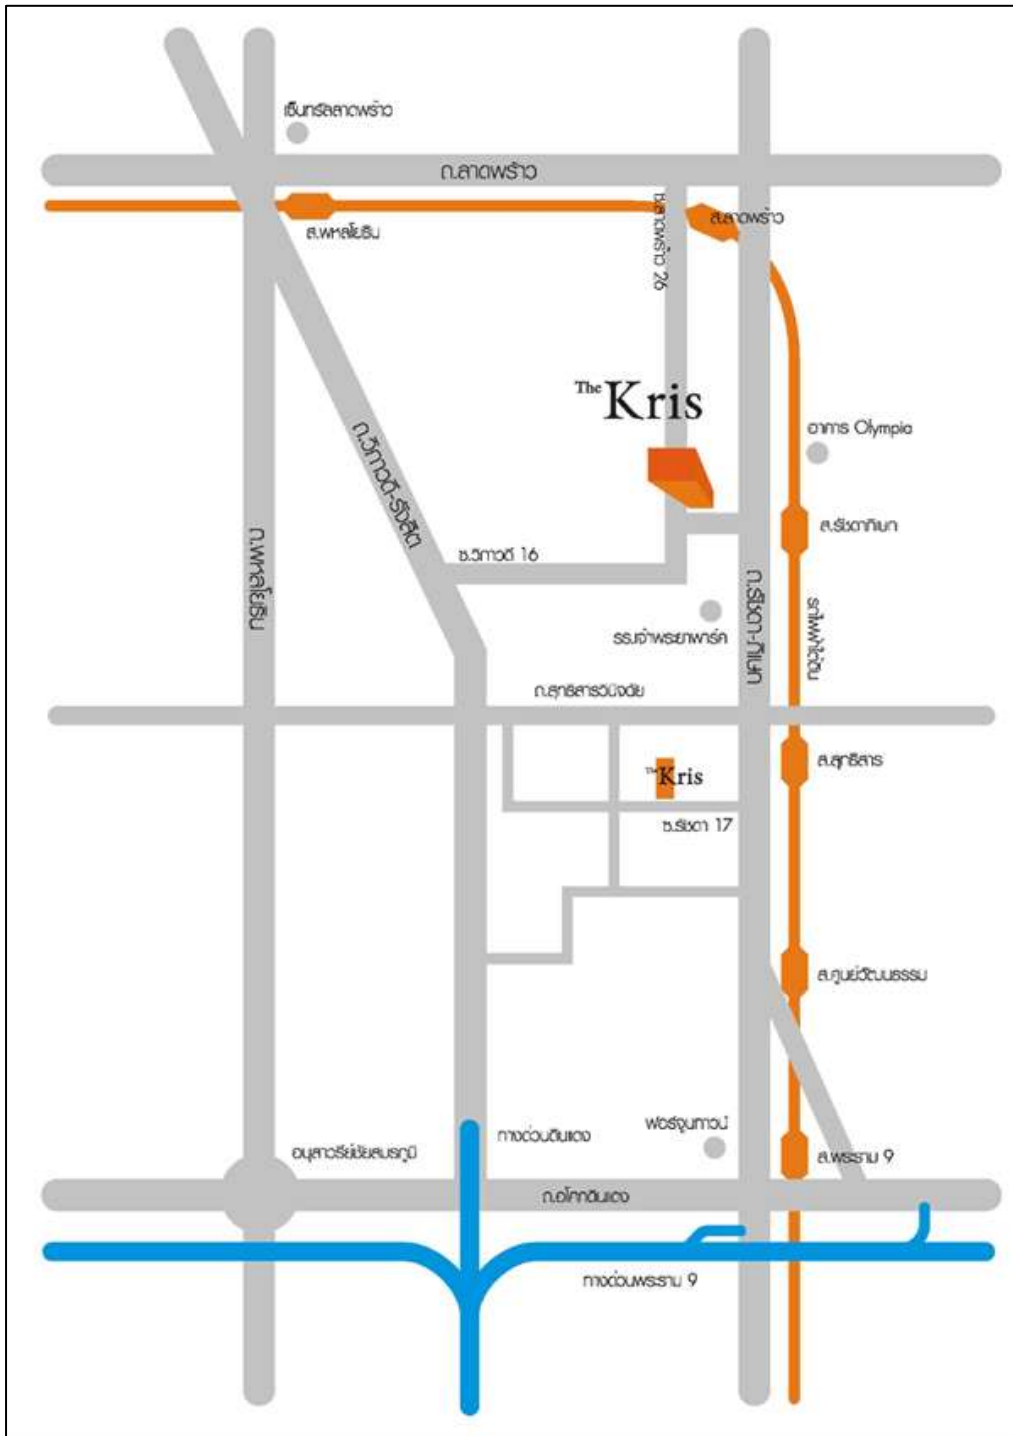 เซ็นทรัลลาดพร้าว
ถ.ลาดพร้าว
ส.พหลโยธิน
ส.ลาดพร้าว
ซ.ลาดพร้าว 26
The Kris
อาคาร Olympia
ถ.วิภาวดี-รังสิต
ส.รัชดาภิเษก
ถ.พหลโยธิน
ซ.วิภาวดี 16
ถ.รัชดา-ภิเษก
รถไฟฟ้าใต้ดิน
รร.เจ้าพระยาพาร์ค
ถ.สุทธิสารวินิจฉัย
ส.สุทธิสาร
The Kris
ซ.รัชดา 17
ส.ศูนย์วัฒนธรรม
ฟอร์จูนทาวน์
ทางด่วนดินแดง
อนุสาวรีย์ชัยสมรภูมิ
ส.พระราม 9
ถ.อโศกดินแดง
ทางด่วนพระราม 9